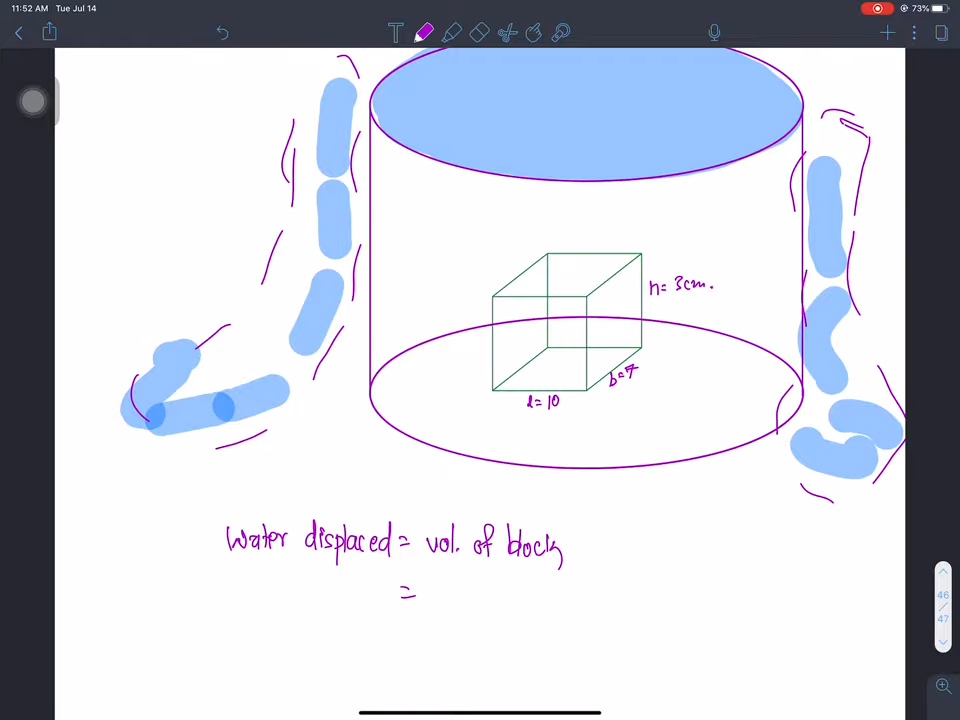 11:52 AM Tue Jul 14
73%
T
h= 3cm.
b=7
l=10
46
/
47
Water displaced = vol. of block
=